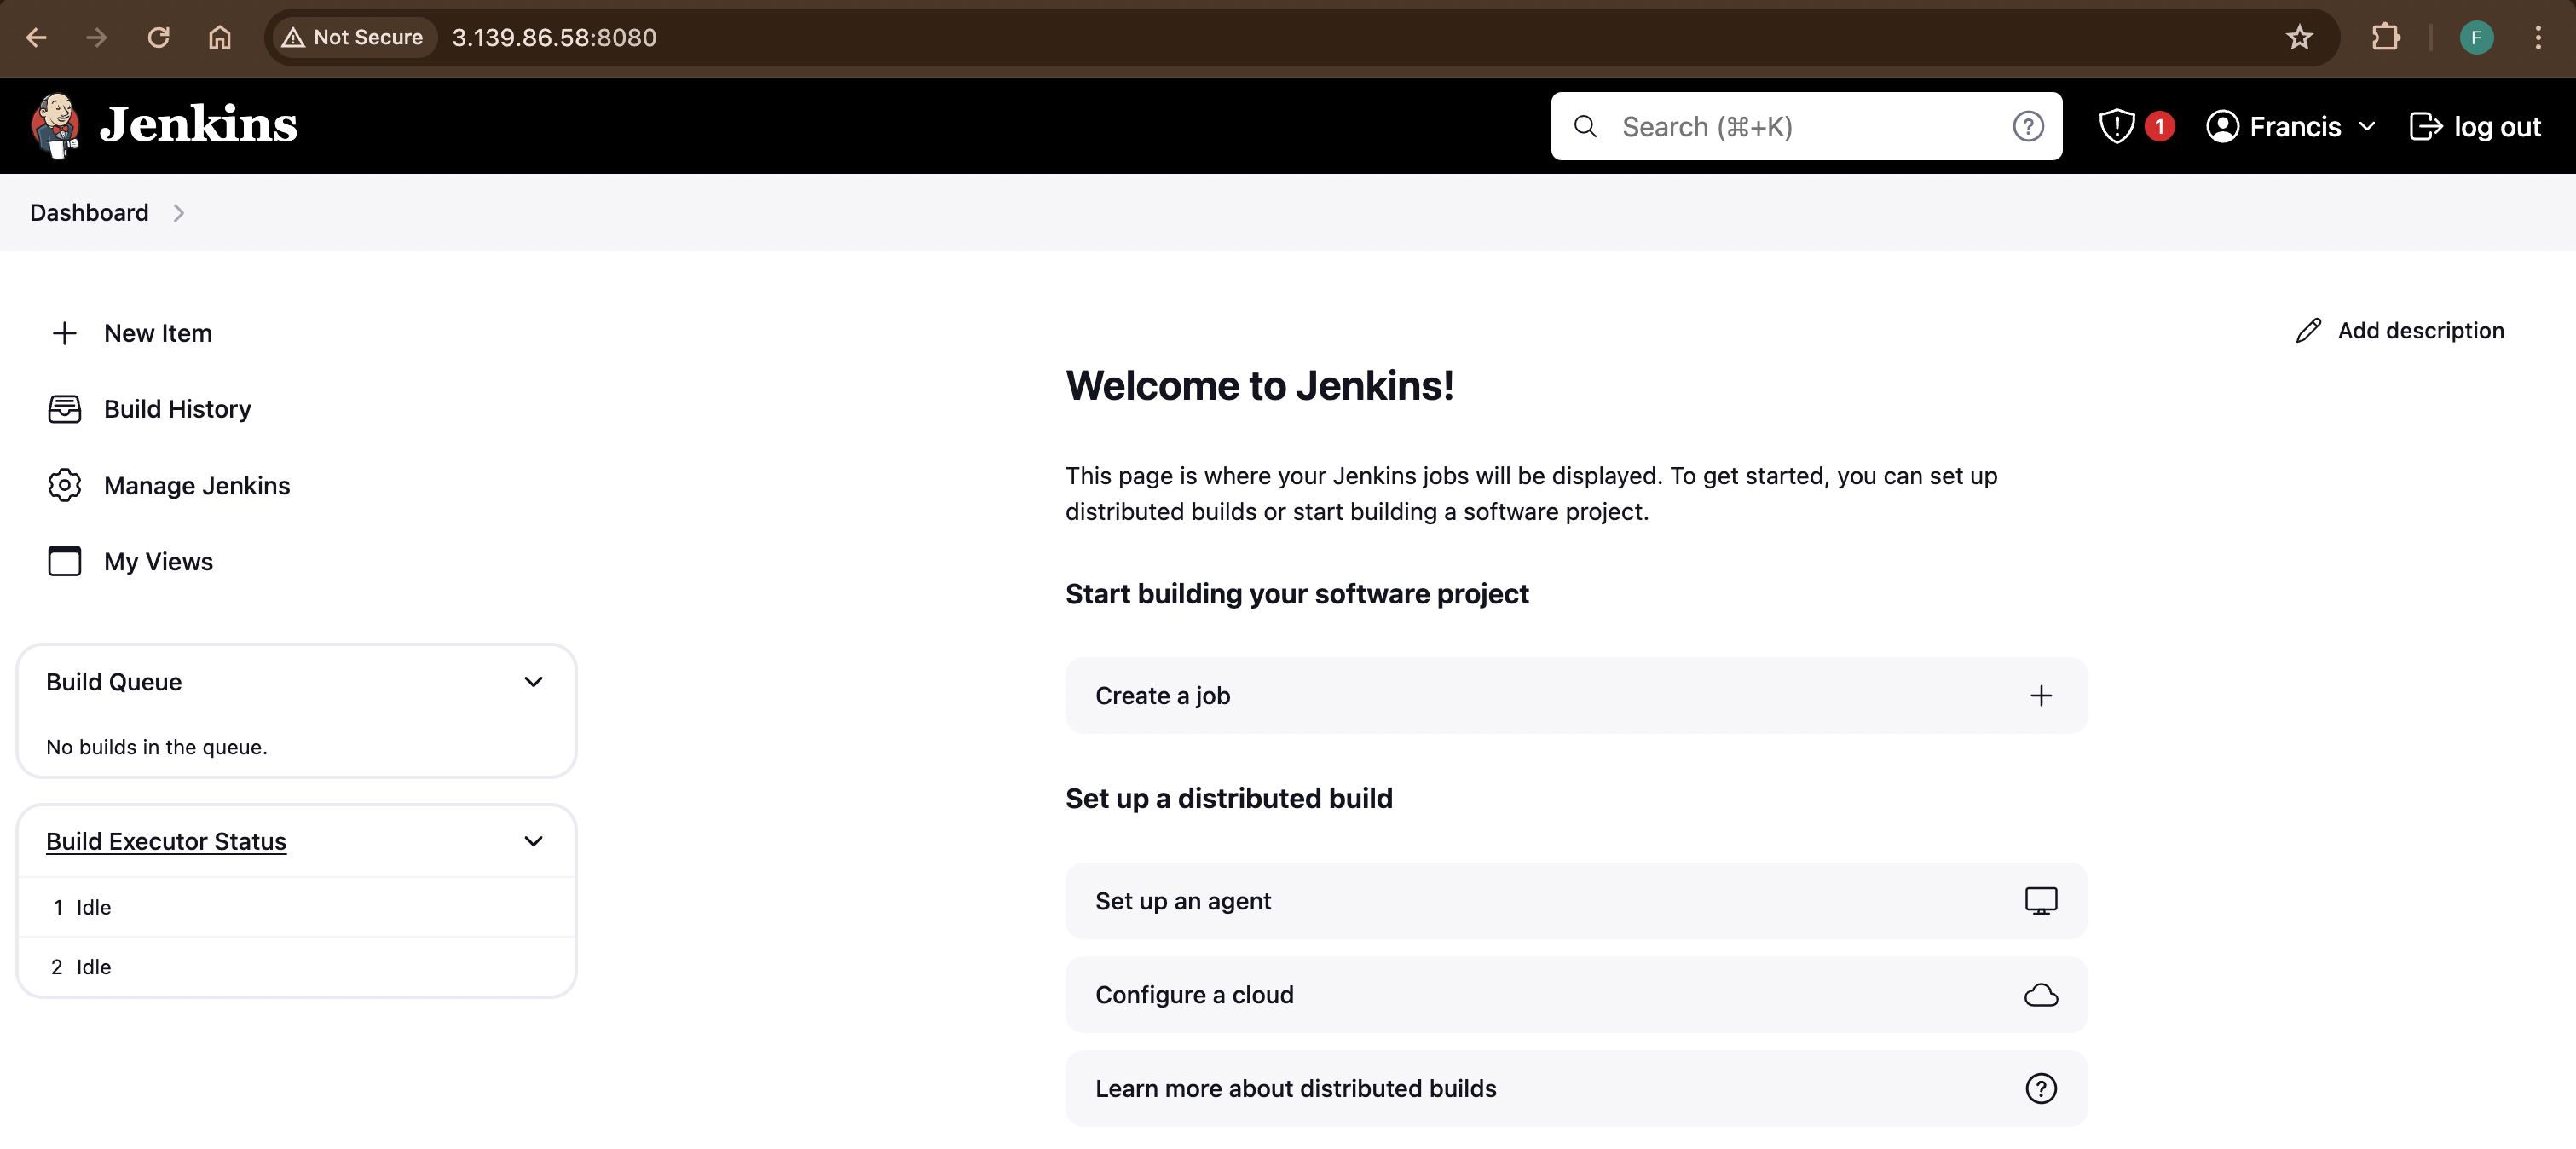 Not Secure 3.139.86.58:8080 F
Jenkins Search (⌘+K) ? 1 Francis log out
Dashboard
New Item
Build History
Manage Jenkins
My Views
Build Queue
No builds in the queue.
Build Executor Status
1 Idle
2 Idle
Add description
Welcome to Jenkins!
This page is where your Jenkins jobs will be displayed. To get started, you can set up
distributed builds or start building a software project.
Start building your software project
Create a job
Set up a distributed build
Set up an agent
Configure a cloud
Learn more about distributed builds ?